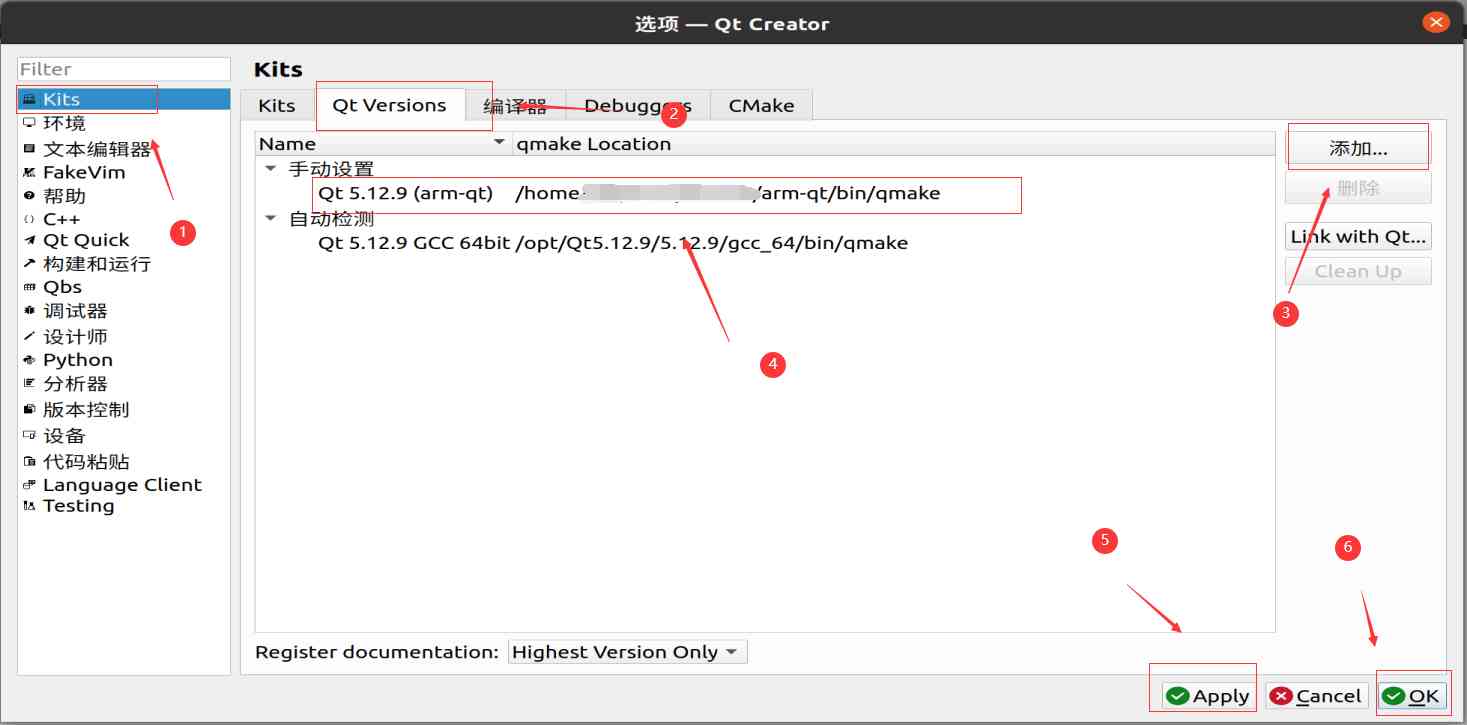 选项 — Qt Creator
Filter
Kits
环境
文本编辑器
FakeVim
帮助
C++
Qt Quick
构建和运行
Qbs
调试器
设计师
Python
分析器
版本控制
设备
代码粘贴
Language Client
Testing
1
Kits
Kits Qt Versions 编译器 Debuggers CMake
2
Name qmake Location
手动设置
Qt 5.12.9 (arm-qt) /home /arm-qt/bin/qmake
自动检测
Qt 5.12.9 GCC 64bit /opt/Qt5.12.9/5.12.9/gcc_64/bin/qmake
4
添加...
删除
Link with Qt...
Clean Up
3
5
6
Register documentation: Highest Version Only
Apply Cancel OK